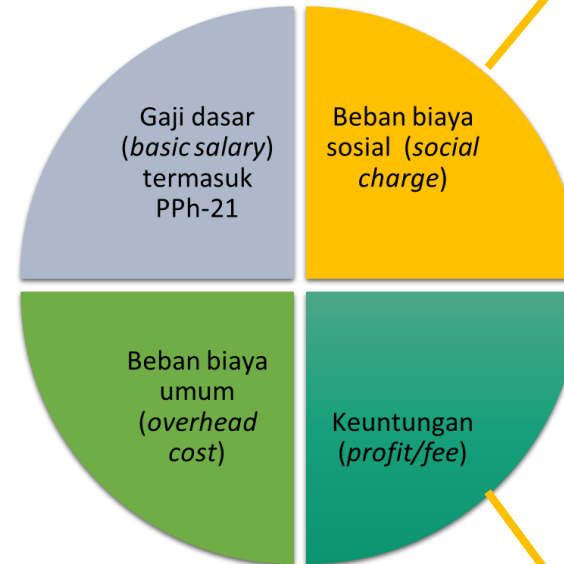 Gaji dasar
(basic salary)
termasuk
PPh-21
Beban biaya
sosial (social
charge)
Beban biaya
umum
(overhead
cost)
Keuntungan
(profit/fee)